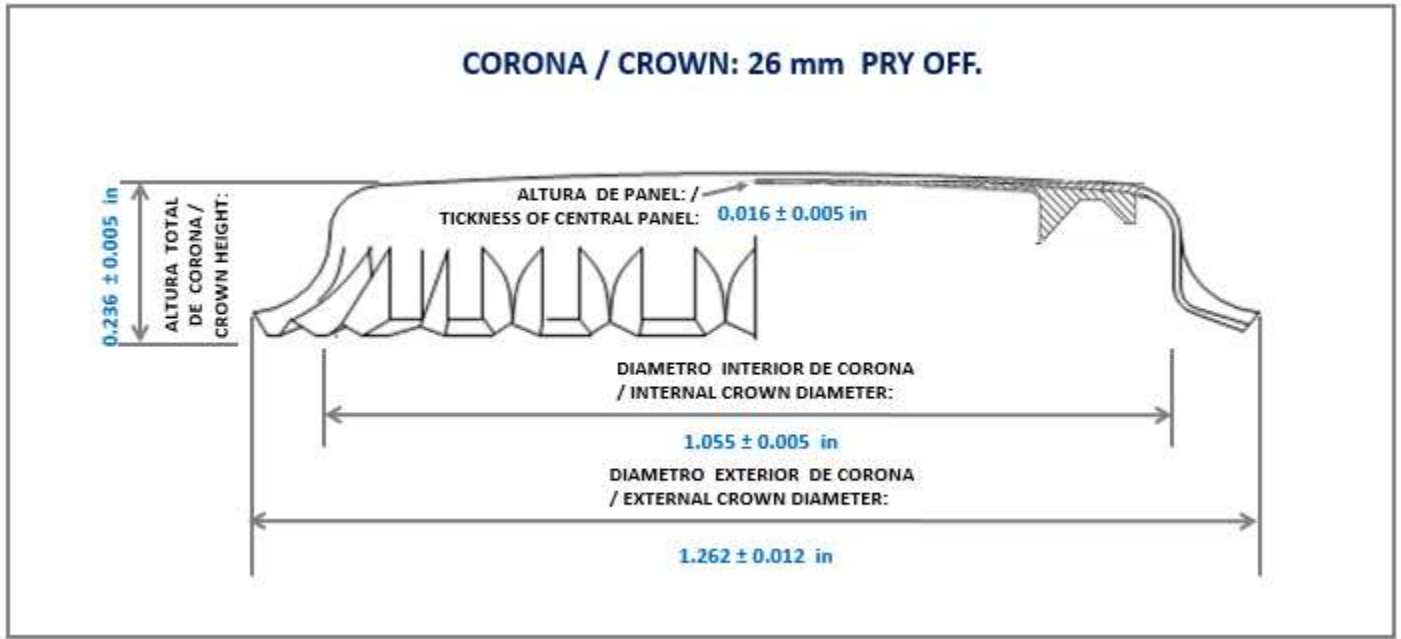 CORONA / CROWN: 26 mm PRY OFF.
ALTURA DE PANEL: /
TICKNESS OF CENTRAL PANEL: 0.016 ± 0.005 in
0.236 ± 0.005 in
ALTURA TOTAL
DE CORONA /
CROWN HEIGHT:
DIAMETRO INTERIOR DE CORONA
/ INTERNAL CROWN DIAMETER:
1.055 ± 0.005 in
DIAMETRO EXTERIOR DE CORONA
/ EXTERNAL CROWN DIAMETER:
1.262 ± 0.012 in